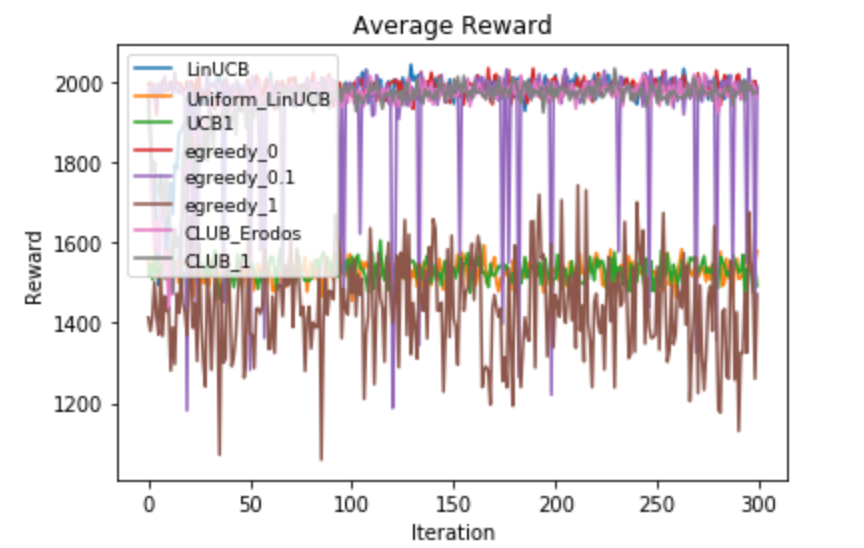 Average Reward
2000
1800
1600
1400
1200
Reward
LinUCB
Uniform_LinUCB
UCB1
egreedy_0
egreedy_0.1
egreedy_1
CLUB_Erodos
CLUB_1
0 50 100 150 200 250 300
Iteration